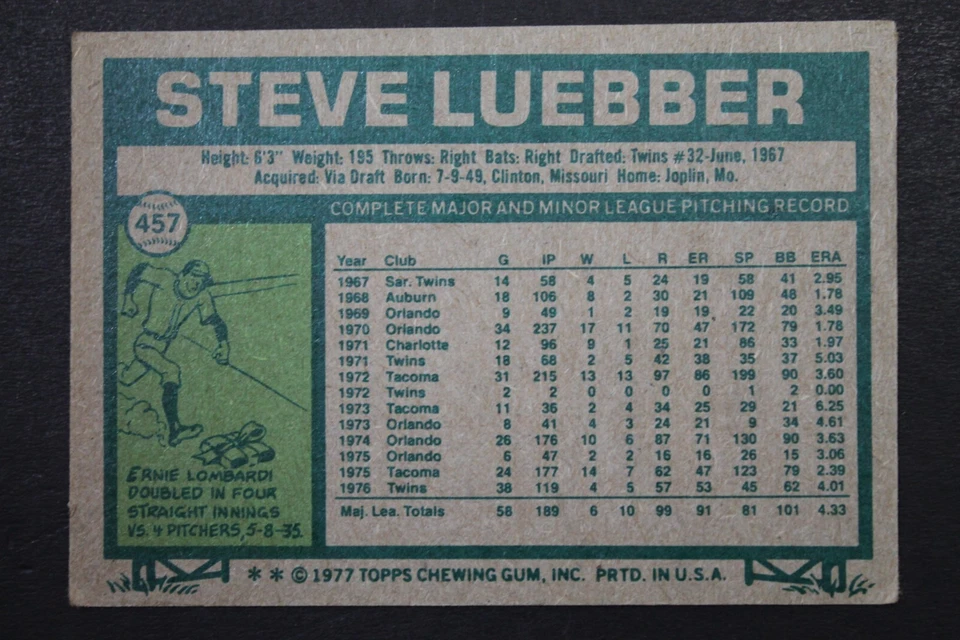 STEVE LUEBBER
Height: 6'3" Weight: 195 Throws: Right Bats: Right Drafted: Twins #32-June, 1967
Acquired: Via Draft Born: 7-9-49, Clinton, Missouri Home: Joplin, Mo.
457
COMPLETE MAJOR AND MINOR LEAGUE PITCHING RECORD
Year Club G IP W L R ER SP BB ERA
1967 Sar. Twins 14 58 4 5 24 19 58 41 2.95
1968 Auburn 18 106 8 2 30 21 109 48 1.78
1969 Orlando 9 49 1 2 19 19 22 20 3.49
1970 Orlando 34 237 17 11 70 47 172 79 1.78
1971 Charlotte 12 96 9 1 25 21 86 33 1.97
1971 Twins 18 68 2 5 42 38 35 37 5.03
1972 Tacoma 31 215 13 13 97 86 199 90 3.60
1972 Twins 2 2 0 0 0 0 1 2 0.00
1973 Tacoma 11 36 2 4 34 25 29 21 6.25
1973 Orlando 8 41 4 3 24 21 9 34 4.61
1974 Orlando 26 176 10 6 87 71 130 90 3.63
1975 Orlando 6 47 2 2 16 16 26 15 3.06
1975 Tacoma 24 177 14 7 62 47 123 79 2.39
1976 Twins 38 119 4 5 57 53 45 62 4.01
Maj. Lea. Totals 58 189 6 10 99 91 81 101 4.33
ERNIE LOMBARDI
DOUBLED IN FOUR
STRAIGHT INNINGS
VS. 4 PITCHERS, 5-8-35.
** © 1977 TOPPS CHEWING GUM, INC. PRTD. IN U.S.A.